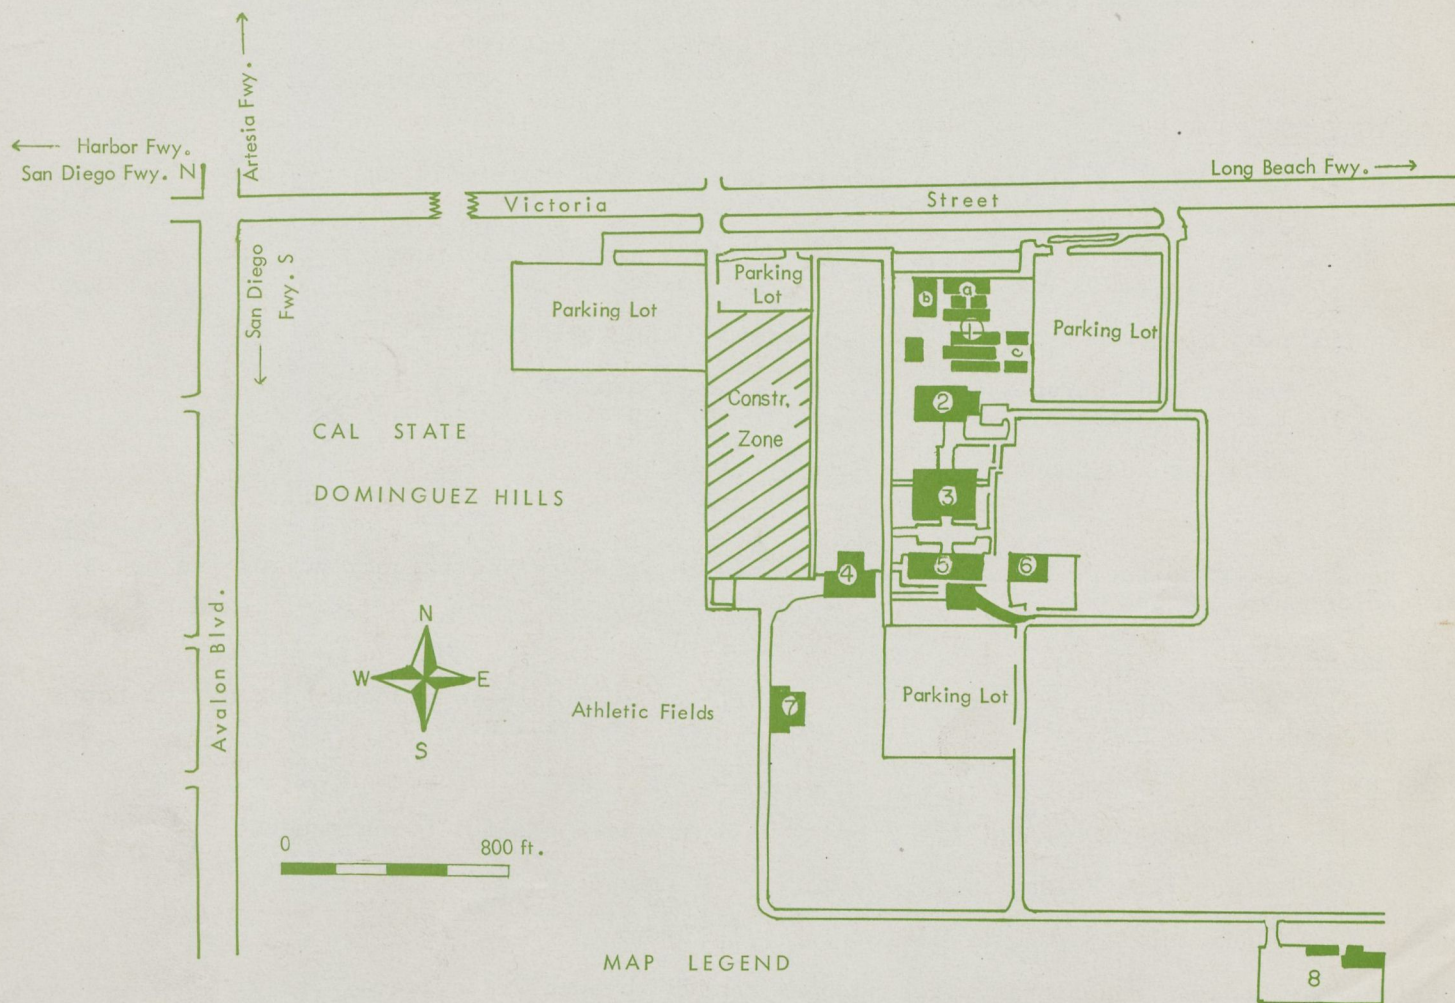 Artesia Fwy.
Harbor Fwy.
San Diego Fwy. N
Long Beach Fwy.
Victoria Street
San Diego
Fwy. S
Parking
Lot
Parking Lot
b
a
1
c
Parking Lot
Constr.
Zone
2
CAL STATE
DOMINGUEZ HILLS
3
4
5
6
Avalon Blvd.
N
W
E
S
Athletic Fields
7
Parking Lot
0
800 ft.
MAP LEGEND
8